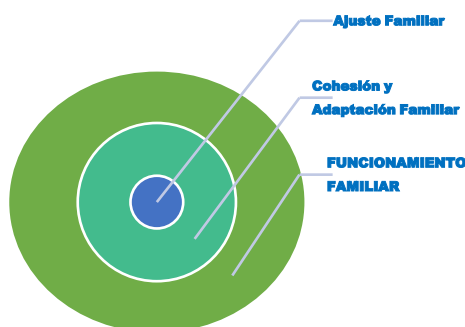 Ajuste Familiar
Cohesión y
Adaptación Familiar
FUNCIONAMIENTO
FAMILIAR